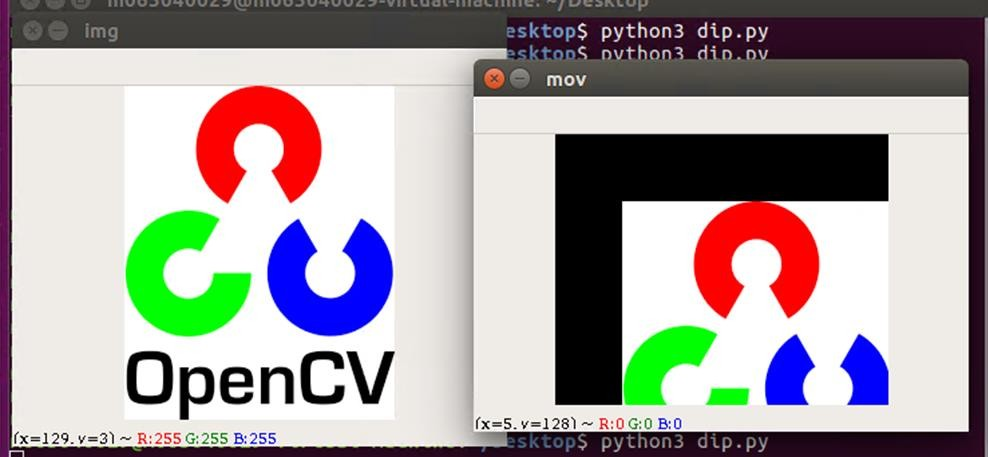 m063040029@m063040029-virtual-machine: ~/Desktop
img
esktop$ python3 dip.py
esktop$ python3 dip.py
mov
OpenCV
(x=129, y=3) ~ R:255 G:255 B:255
(x=5, y=128) ~ R:0 G:0 B:0
esktop$ python3 dip.py